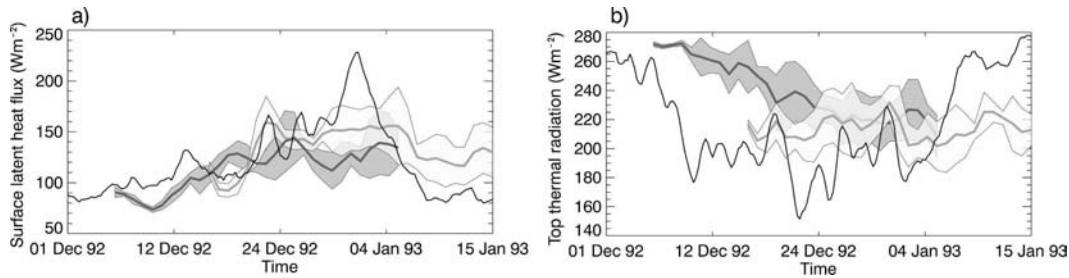 a)
Surface latent heat flux (Wm⁻²)
250
200
150
100
50
01 Dec 92 12 Dec 92 24 Dec 92 04 Jan 93 15 Jan 93
Time
b)
Top thermal radiation (Wm⁻²)
280
260
240
220
200
180
160
140
01 Dec 92 12 Dec 92 24 Dec 92 04 Jan 93 15 Jan 93
Time